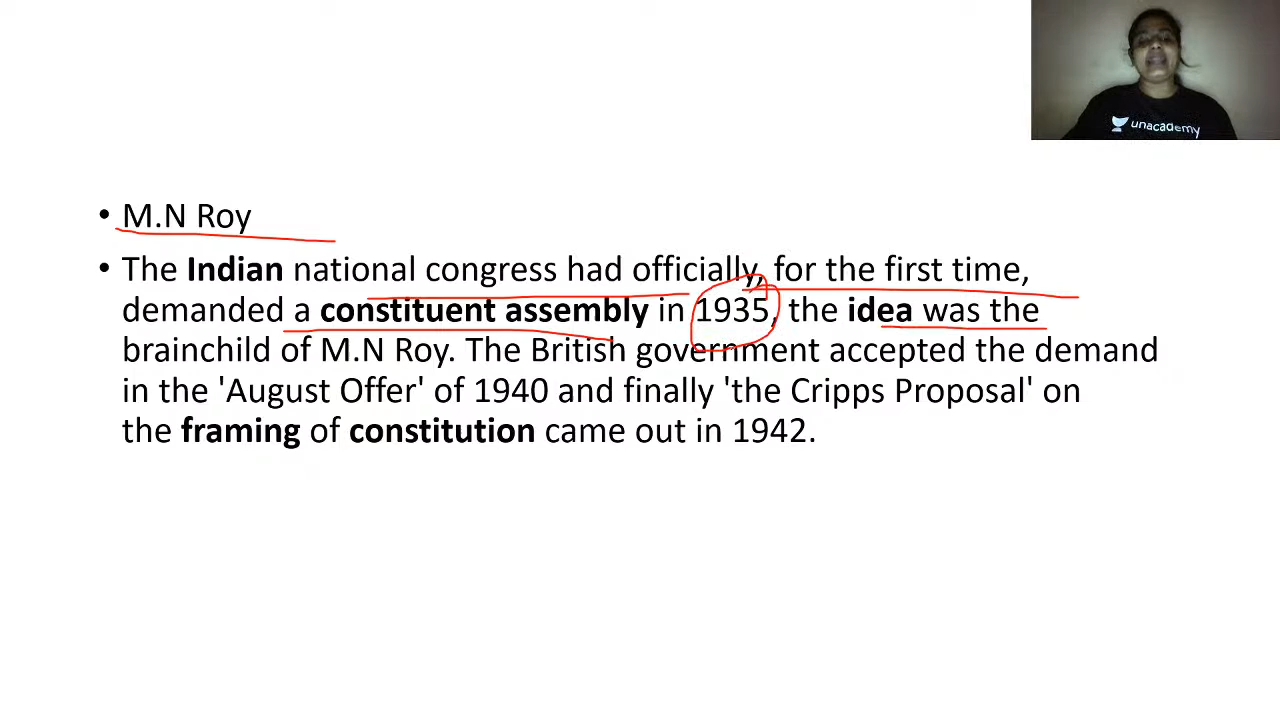 unacademy
• M.N Roy
• The Indian national congress had officially, for the first time,
demanded a constituent assembly in 1935, the idea was the
brainchild of M.N Roy. The British government accepted the demand
in the 'August Offer' of 1940 and finally 'the Cripps Proposal' on
the framing of constitution came out in 1942.